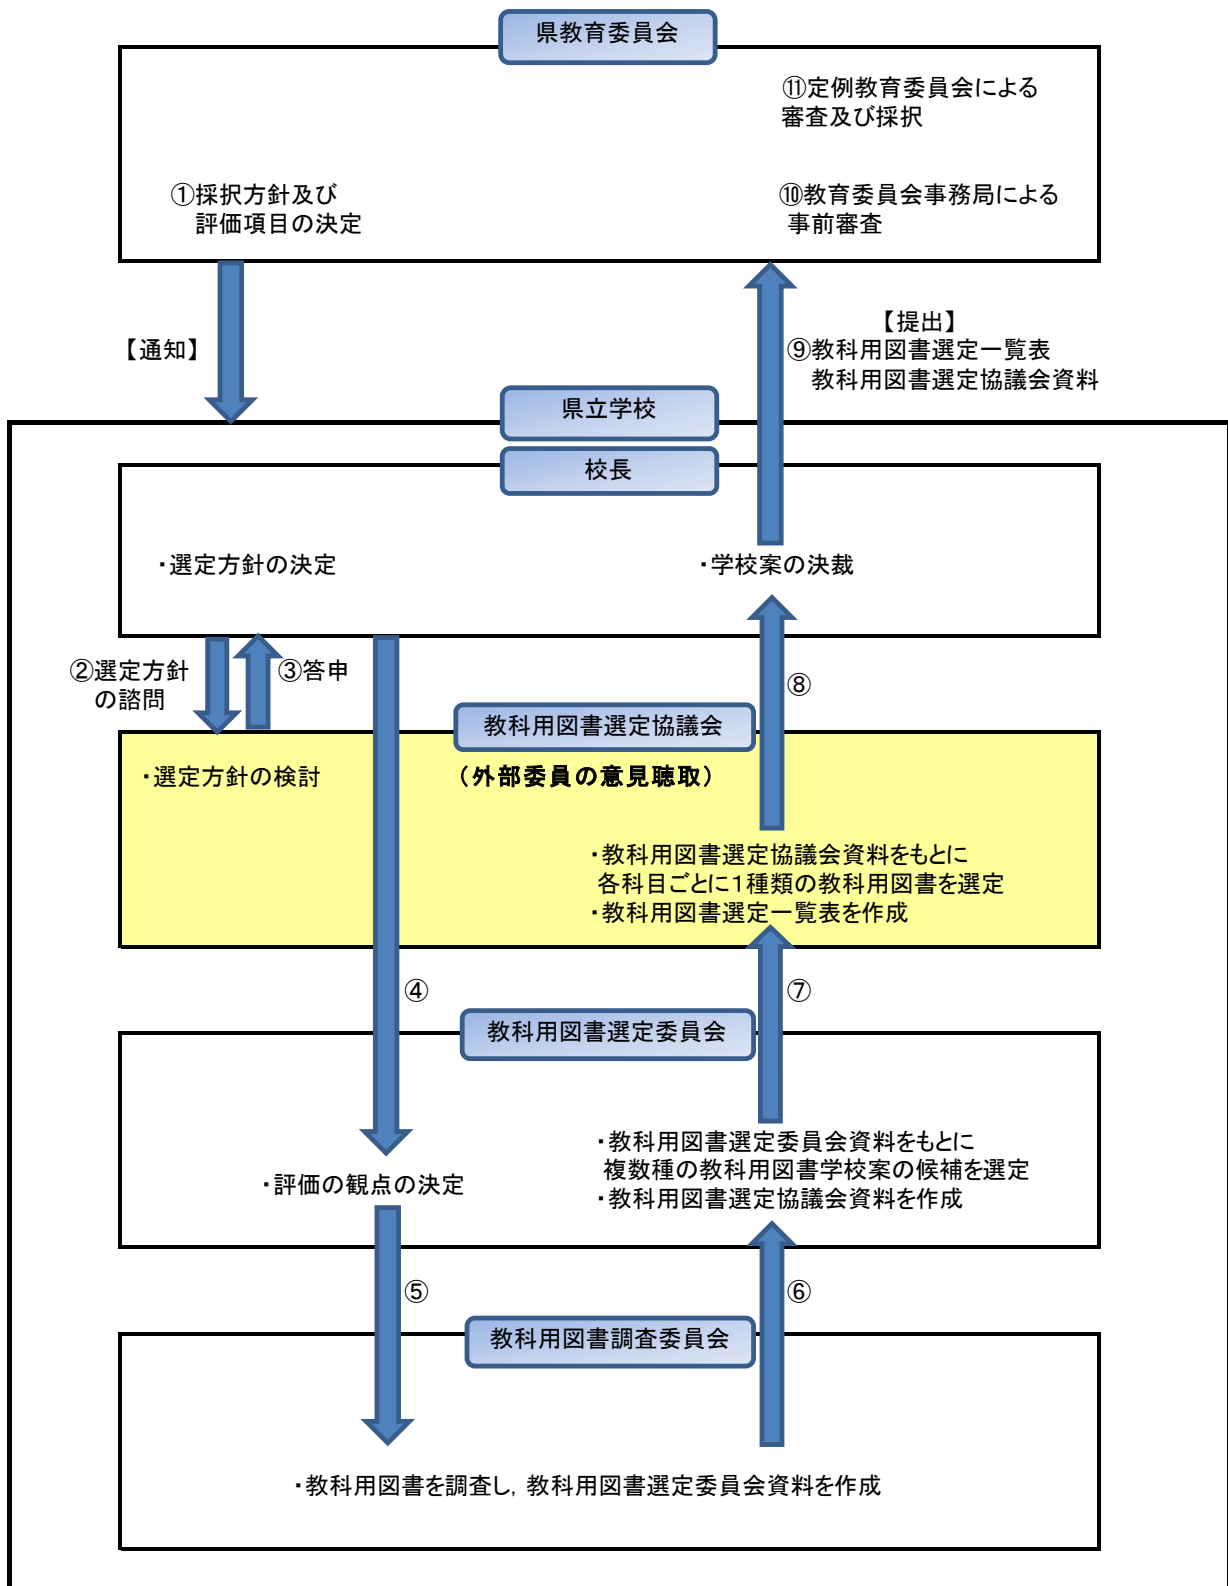 県教育委員会
⑪定例教育委員会による
審査及び採択
①採択方針及び
評価項目の決定
⑩教育委員会事務局による
事前審査
【通知】
【提出】
⑨教科用図書選定一覧表
教科用図書選定協議会資料
県立学校
校長
・選定方針の決定
・学校案の決裁
②選定方針
の諮問
③答申
⑧
教科用図書選定協議会
・選定方針の検討
（外部委員の意見聴取）
・教科用図書選定協議会資料をもとに
各科目ごとに１種類の教科用図書を選定
・教科用図書選定一覧表を作成
④
⑦
教科用図書選定委員会
・評価の観点の決定
・教科用図書選定委員会資料をもとに
複数種の教科用図書学校案の候補を選定
・教科用図書選定協議会資料を作成
⑤
⑥
教科用図書調査委員会
・教科用図書を調査し，教科用図書選定委員会資料を作成